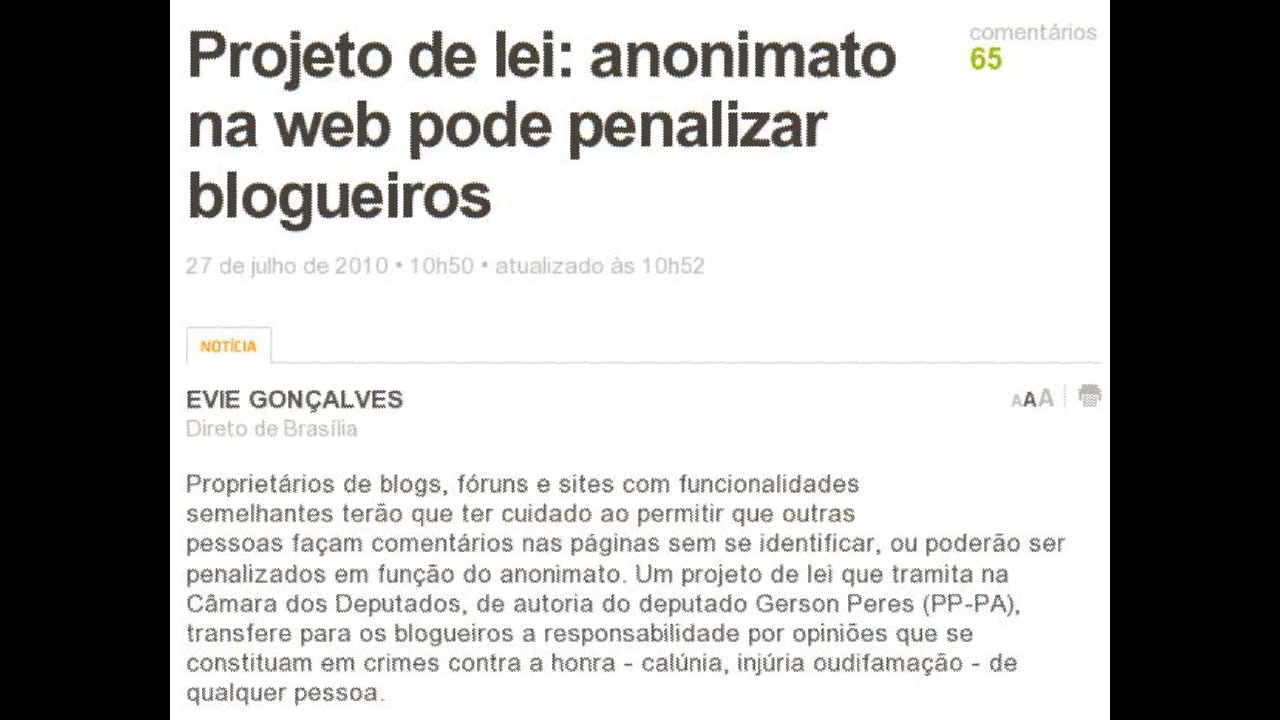 Projeto de lei: anonimato
na web pode penalizar
blogueiros
comentários
65
27 de julho de 2010 • 10h50 • atualizado às 10h52
NOTÍCIA
EVIE GONÇALVES
Direto de Brasília
AAA
Proprietários de blogs, fóruns e sites com funcionalidades
semelhantes terão que ter cuidado ao permitir que outras
pessoas façam comentários nas páginas sem se identificar, ou poderão ser
penalizados em função do anonimato. Um projeto de lei que tramita na
Câmara dos Deputados, de autoria do deputado Gerson Peres (PP-PA),
transfere para os blogueiros a responsabilidade por opiniões que se
constituam em crimes contra a honra - calúnia, injúria oudifamação - de
qualquer pessoa.